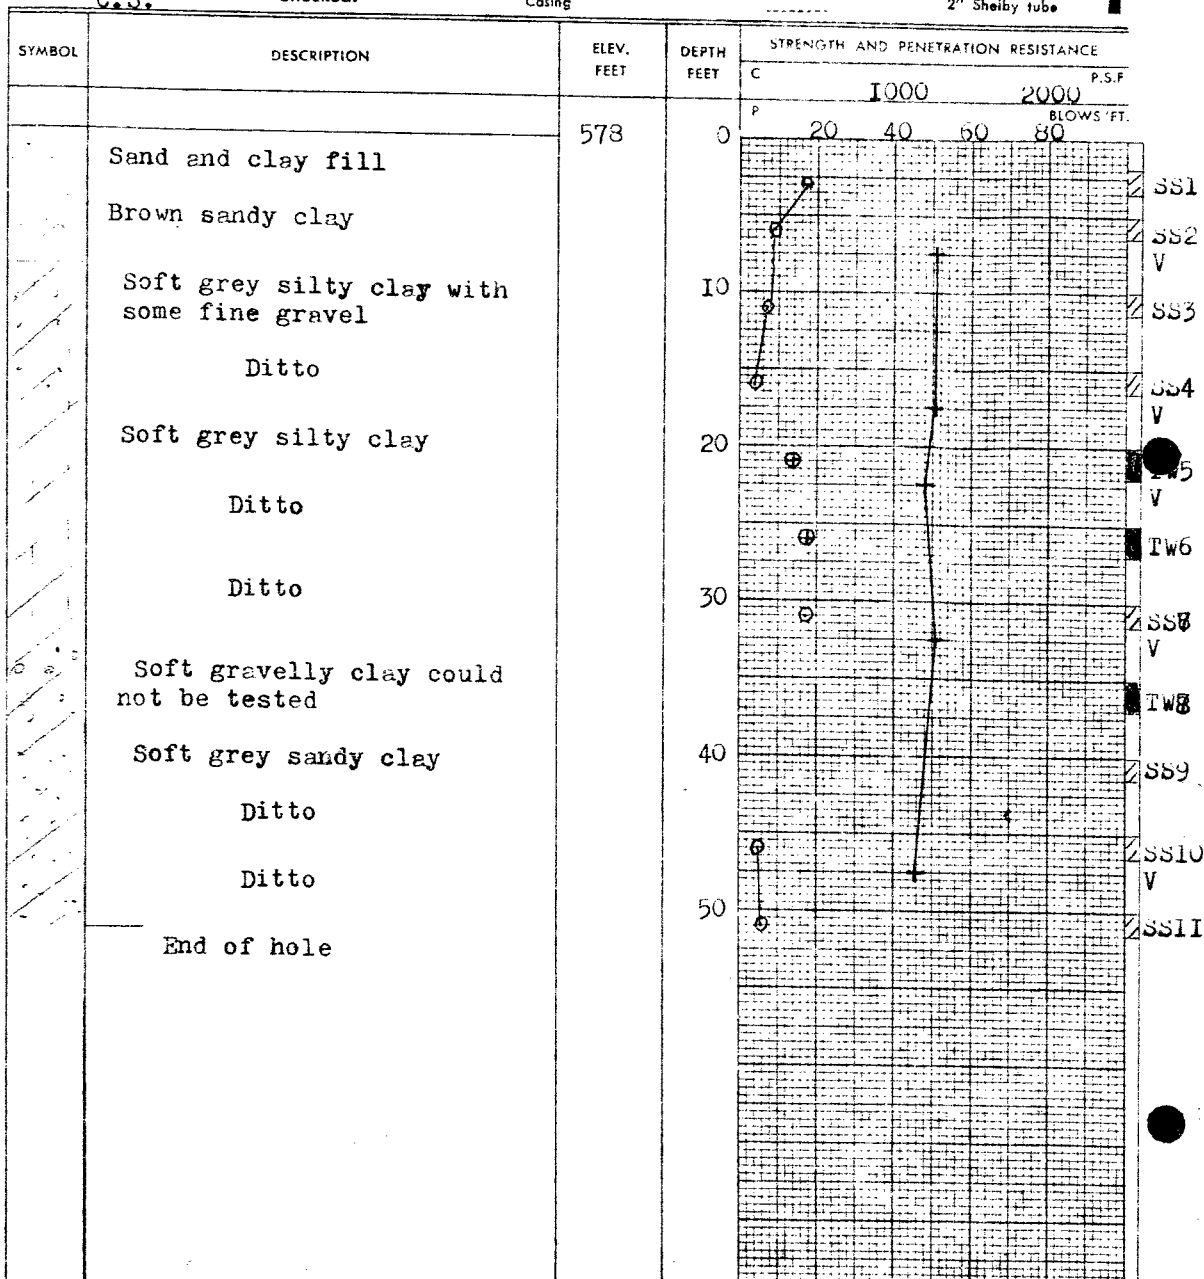 Casing
2" Shelby tube
SYMBOL
DESCRIPTION
ELEV.
FEET
DEPTH
FEET
STRENGTH AND PENETRATION RESISTANCE
C P.S.F
1000 2000
P BLOWS/FT.
20 40 60 80
578
0
Sand and clay fill
SS1
Brown sandy clay
SS2
V
Soft grey silty clay with
some fine gravel
10
SS3
Ditto
SS4
V
Soft grey silty clay
20
V
Ditto
TW6
Ditto
30
V
Soft gravelly clay could
not be tested
TW8
Soft grey sandy clay
40
SS9
Ditto
SS10
Ditto
V
50
SS11
End of hole